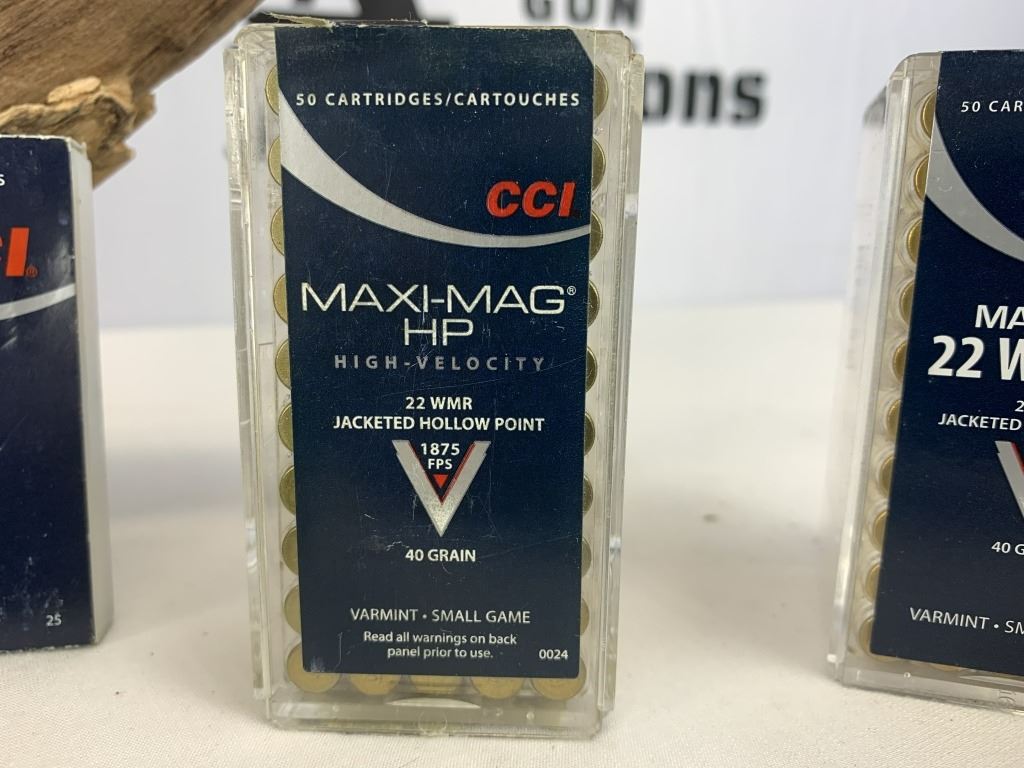 GUN
ons
50 CARTRIDGES/CARTOUCHES
CCI
MAXI-MAG®
HP
HIGH-VELOCITY
22 WMR
JACKETED HOLLOW POINT
1875
FPS
40 GRAIN
VARMINT • SMALL GAME
Read all warnings on back
panel prior to use.
0024
S
CI®
25
50 CAR
MA
22 W
2
JACKETED
40 G
VARMINT • SM